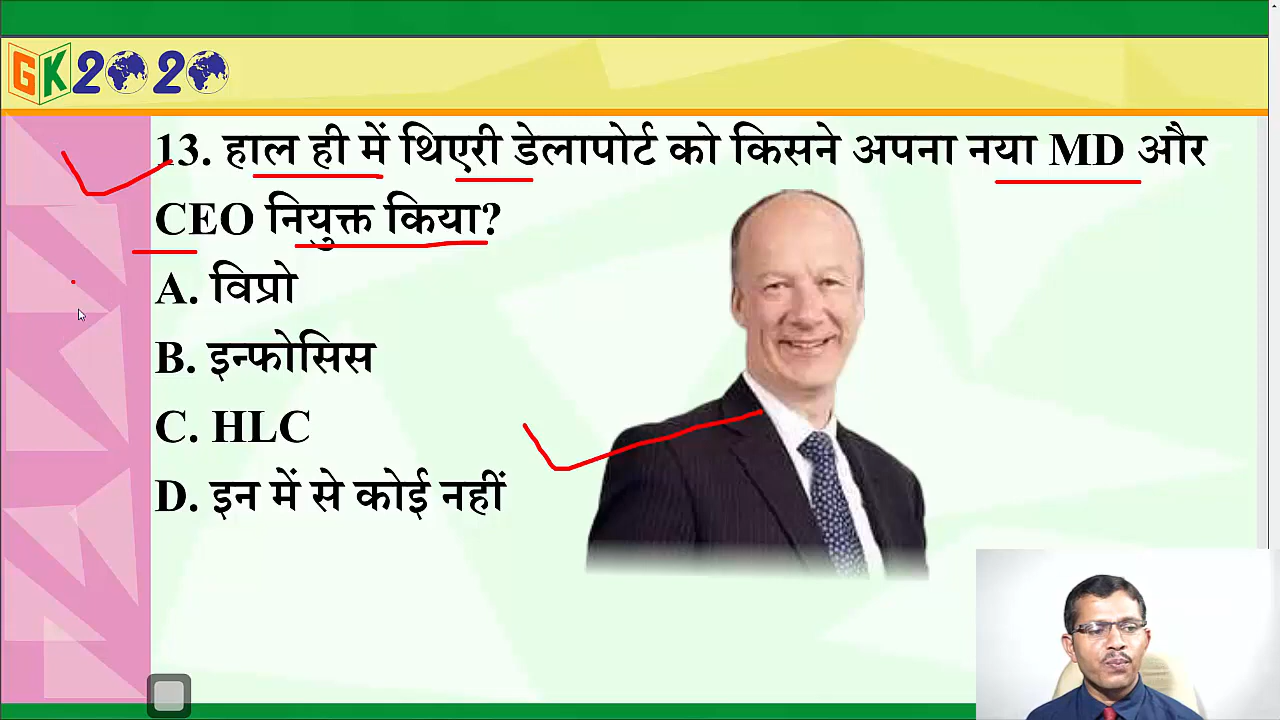 GK2020
13. हाल ही में थिएरी डेलापोर्ट को किसने अपना नया MD और
CEO नियुक्त किया?
A. विप्रो
B. इन्फोसिस
C. HLC
D. इन में से कोई नहीं